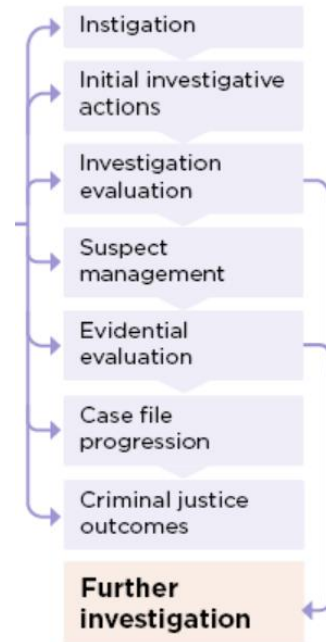 Instigation
Initial investigative
actions
Investigation
evaluation
Suspect
management
Evidential
evaluation
Case file
progression
Criminal justice
outcomes
Further
investigation